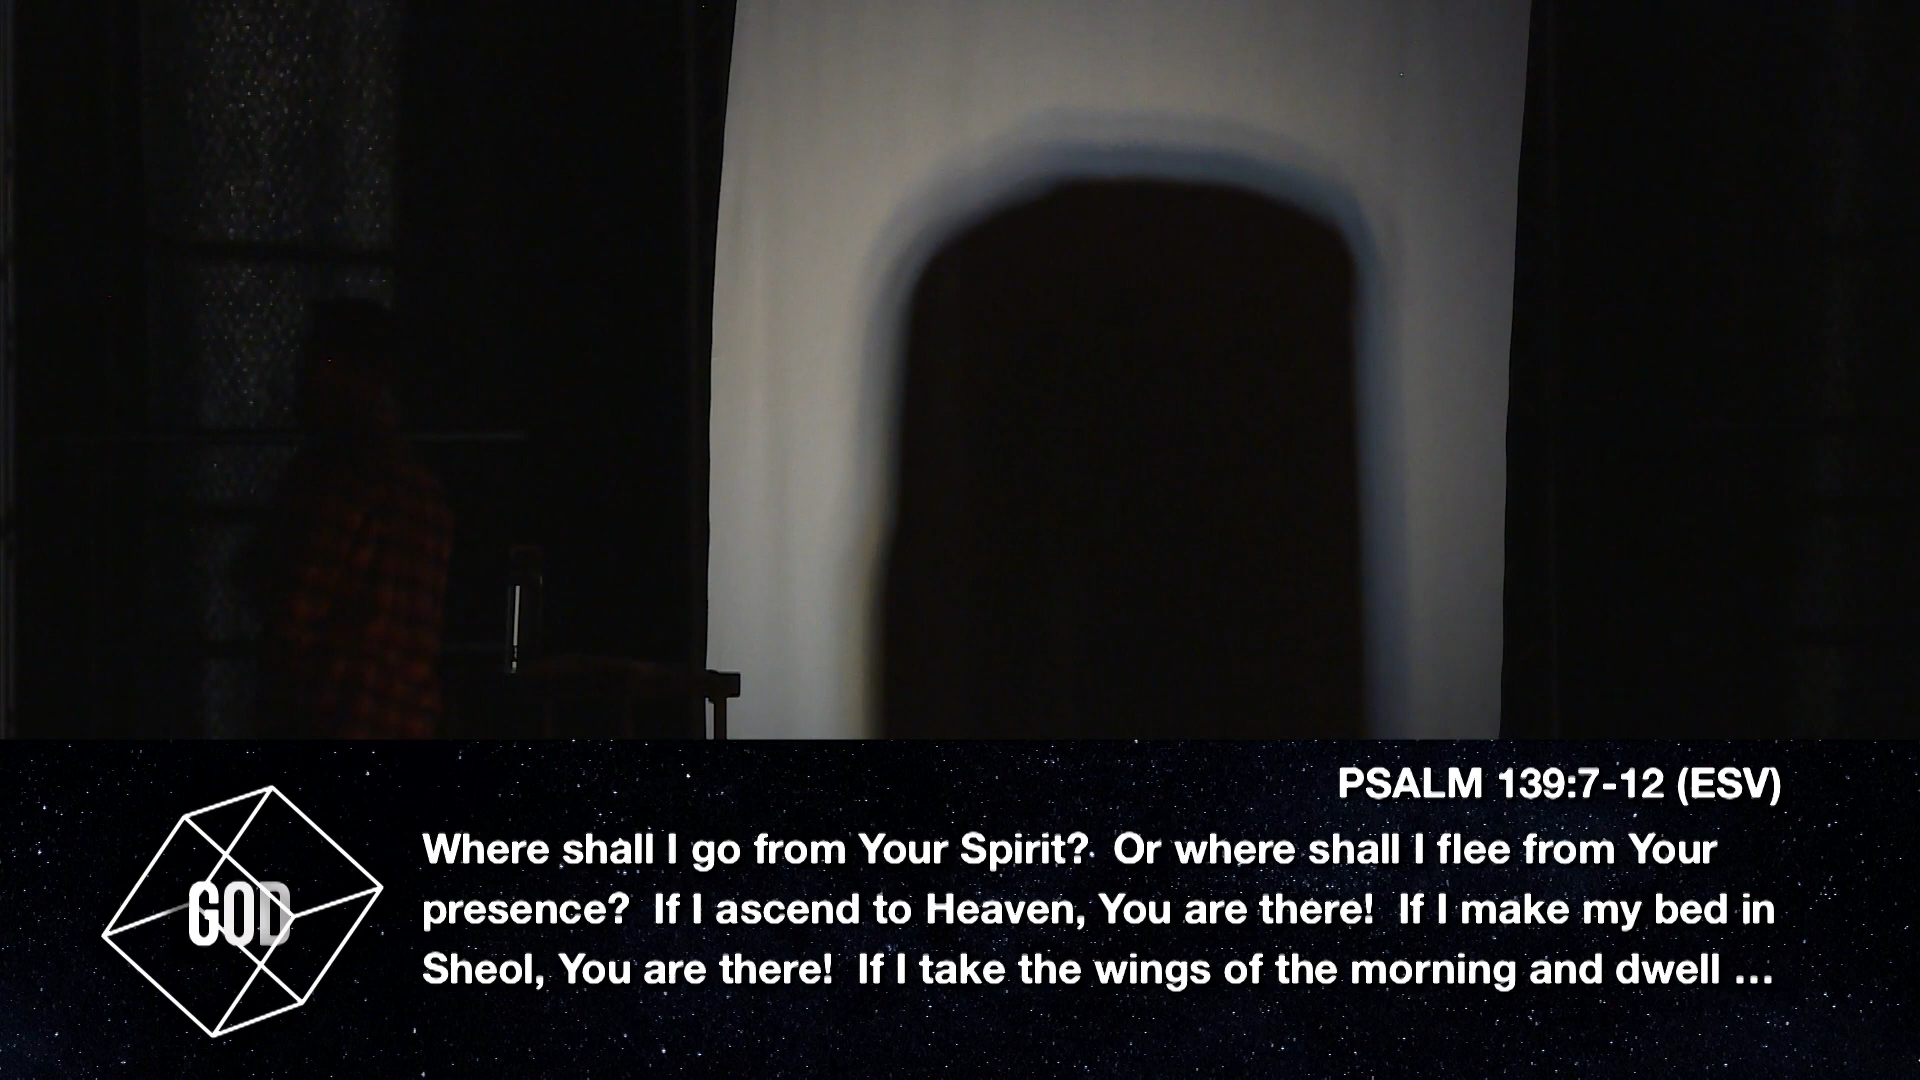 PSALM 139:7-12 (ESV)
Where shall I go from Your Spirit?  Or where shall I flee from Your
presence?  If I ascend to Heaven, You are there!  If I make my bed in
Sheol, You are there!  If I take the wings of the morning and dwell ...
GOD